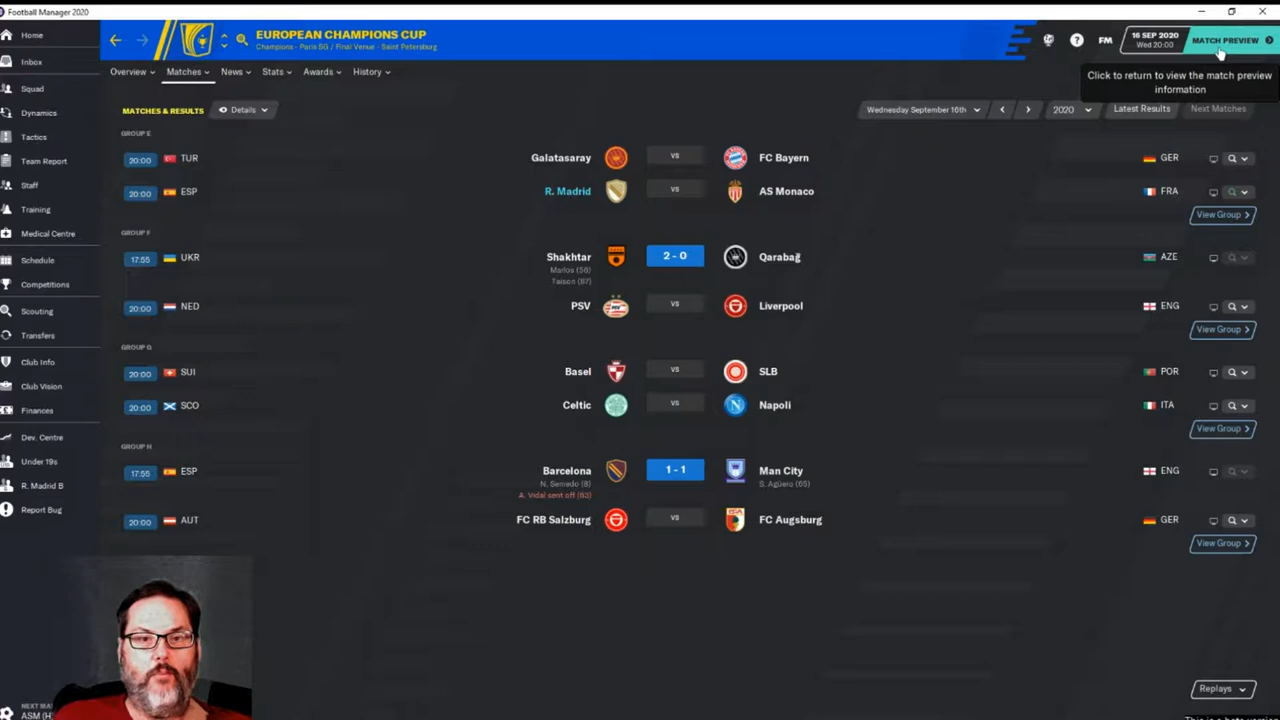 Football Manager 2020
Home
Inbox
Squad
Dynamics
Tactics
Team Report
Staff
Training
Medical Centre
Schedule
Competitions
Scouting
Transfers
Club Info
Club Vision
Finances
Dev. Centre
Under 19s
R. Madrid B
Report Bug
EUROPEAN CHAMPIONS CUP
Champions - Paris SG / Final Venue - Saint Petersburg
FM
16 SEP 2020
Wed 20:00
MATCH PREVIEW
Click to return to view the match preview
information
Overview Matches News Stats Awards History
MATCHES & RESULTS Details
Wednesday September 16th 2020 Latest Results Next Matches
GROUP E
20:00 TUR Galatasaray vs FC Bayern GER
20:00 ESP R. Madrid vs AS Monaco FRA
View Group
GROUP F
17:55 UKR Shakhtar 2 - 0 Qarabağ AZE
Marlos (56)
Taison (87)
20:00 NED PSV vs Liverpool ENG
View Group
GROUP G
20:00 SUI Basel vs SLB POR
20:00 SCO Celtic vs Napoli ITA
View Group
GROUP H
17:55 ESP Barcelona 1 - 1 Man City ENG
N. Semedo (8) S. Agüero (65)
A. Vidal sent off (63)
20:00 AUT FC RB Salzburg vs FC Augsburg GER
View Group
Replays
NEXT MA
ASM (H)